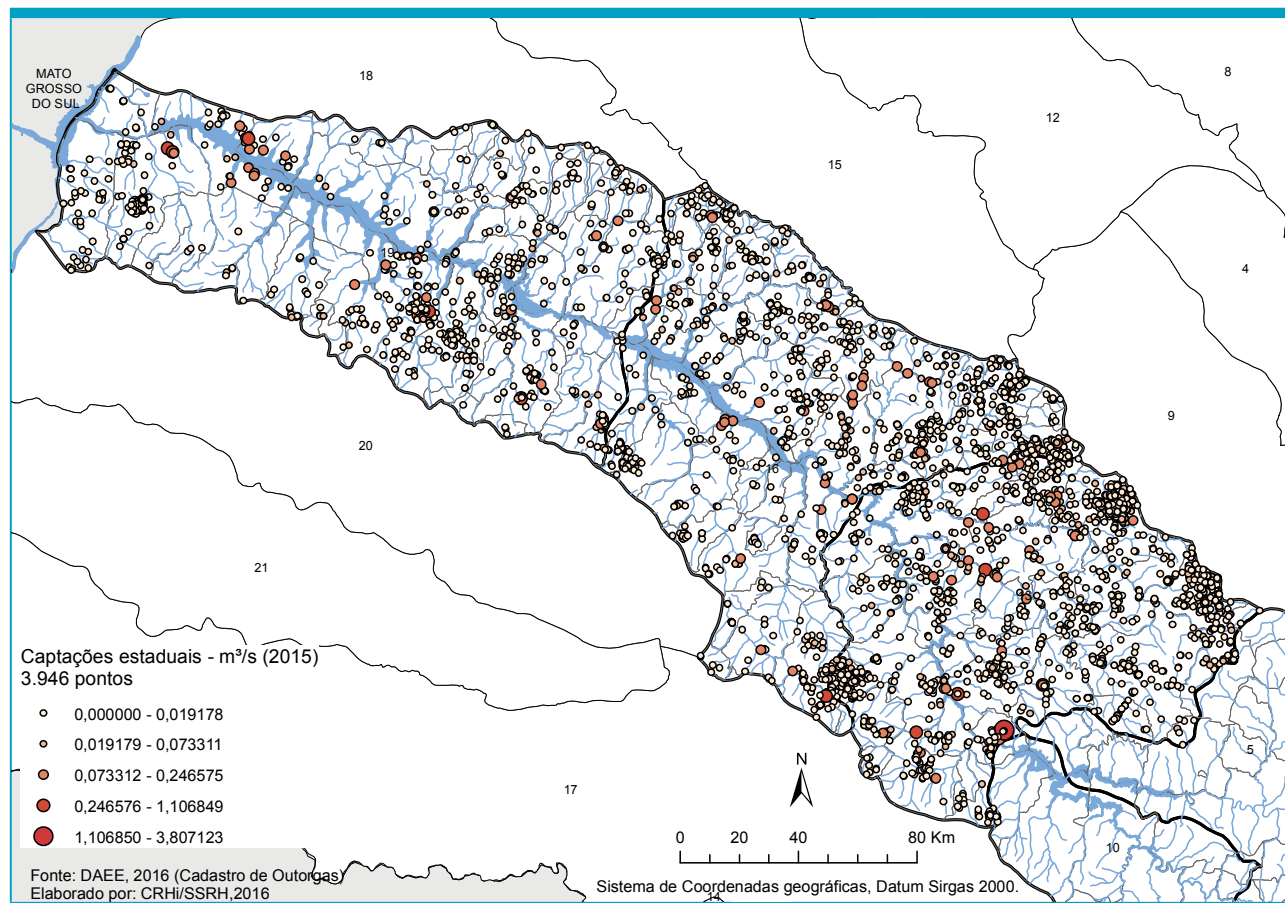 MATO
GROSSO
DO SUL
18
8
12
15
4
19
9
20
16
21
5
17
10
14
Captações estaduais - m³/s (2015)
3.946 pontos
0,000000 - 0,019178
0,019179 - 0,073311
0,073312 - 0,246575
0,246576 - 1,106849
1,106850 - 3,807123
N
0 20 40 80 Km
Fonte: DAEE, 2016 (Cadastro de Outorgas)
Elaborado por: CRHi/SSRH,2016
Sistema de Coordenadas geográficas, Datum Sirgas 2000.